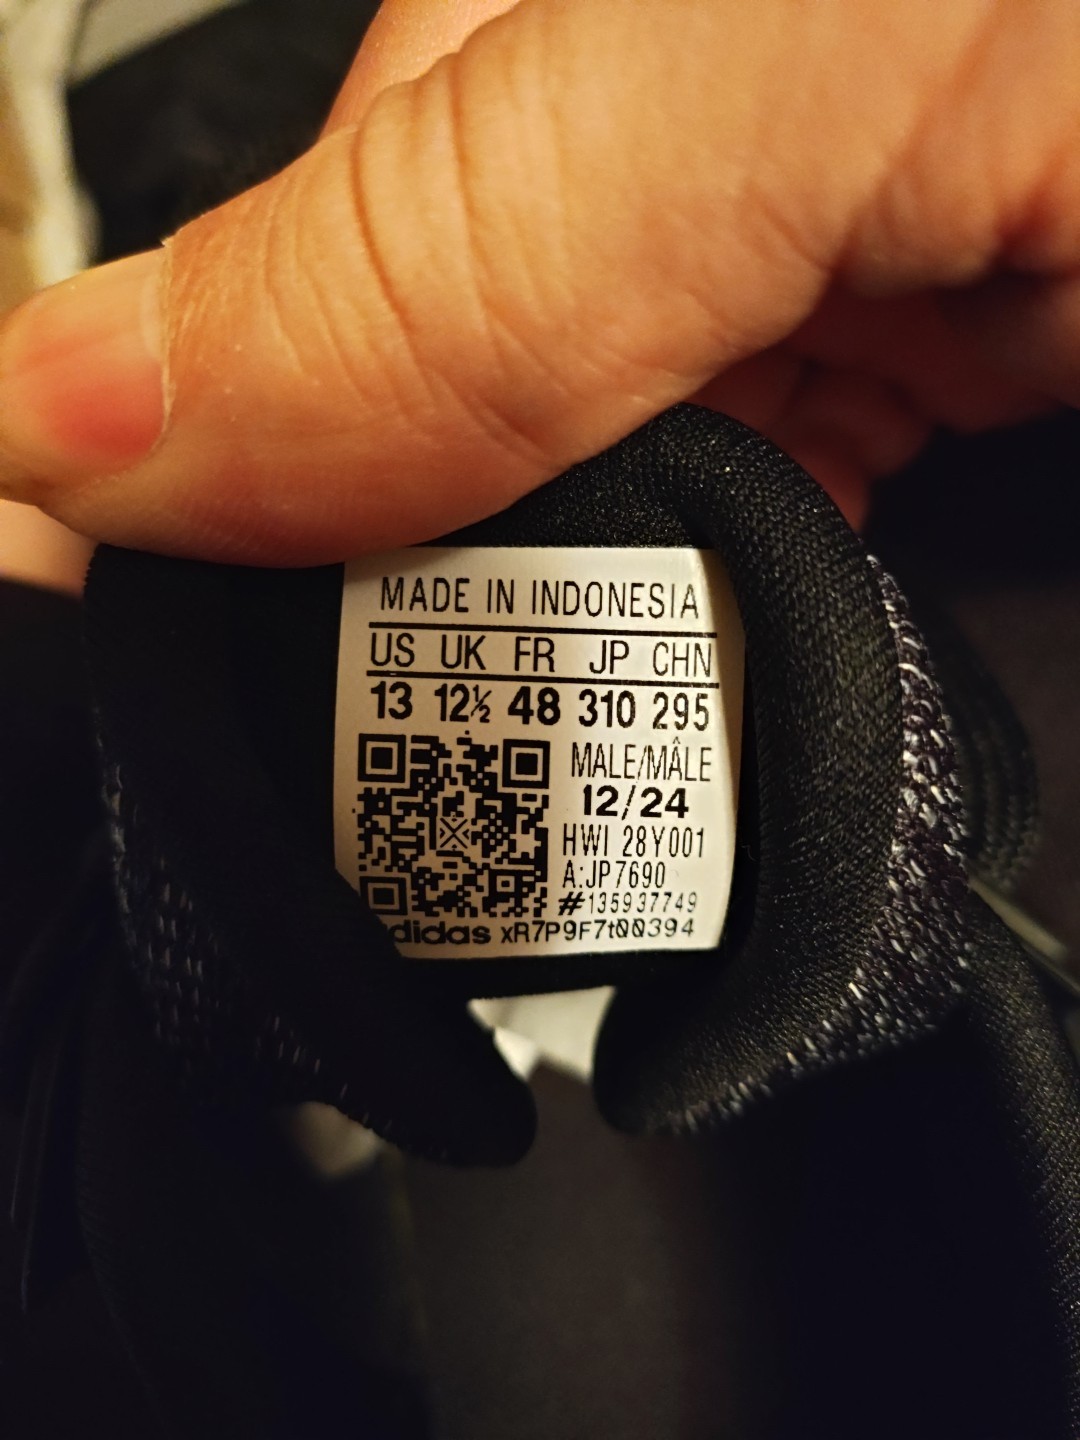 MADE IN INDONESIA
US UK FR JP CHN
13 12½ 48 310 295
MALE/MÂLE
12/24
HWI 28Y001
A:JP7690
#135937749
adidas xR7P9F7t00394